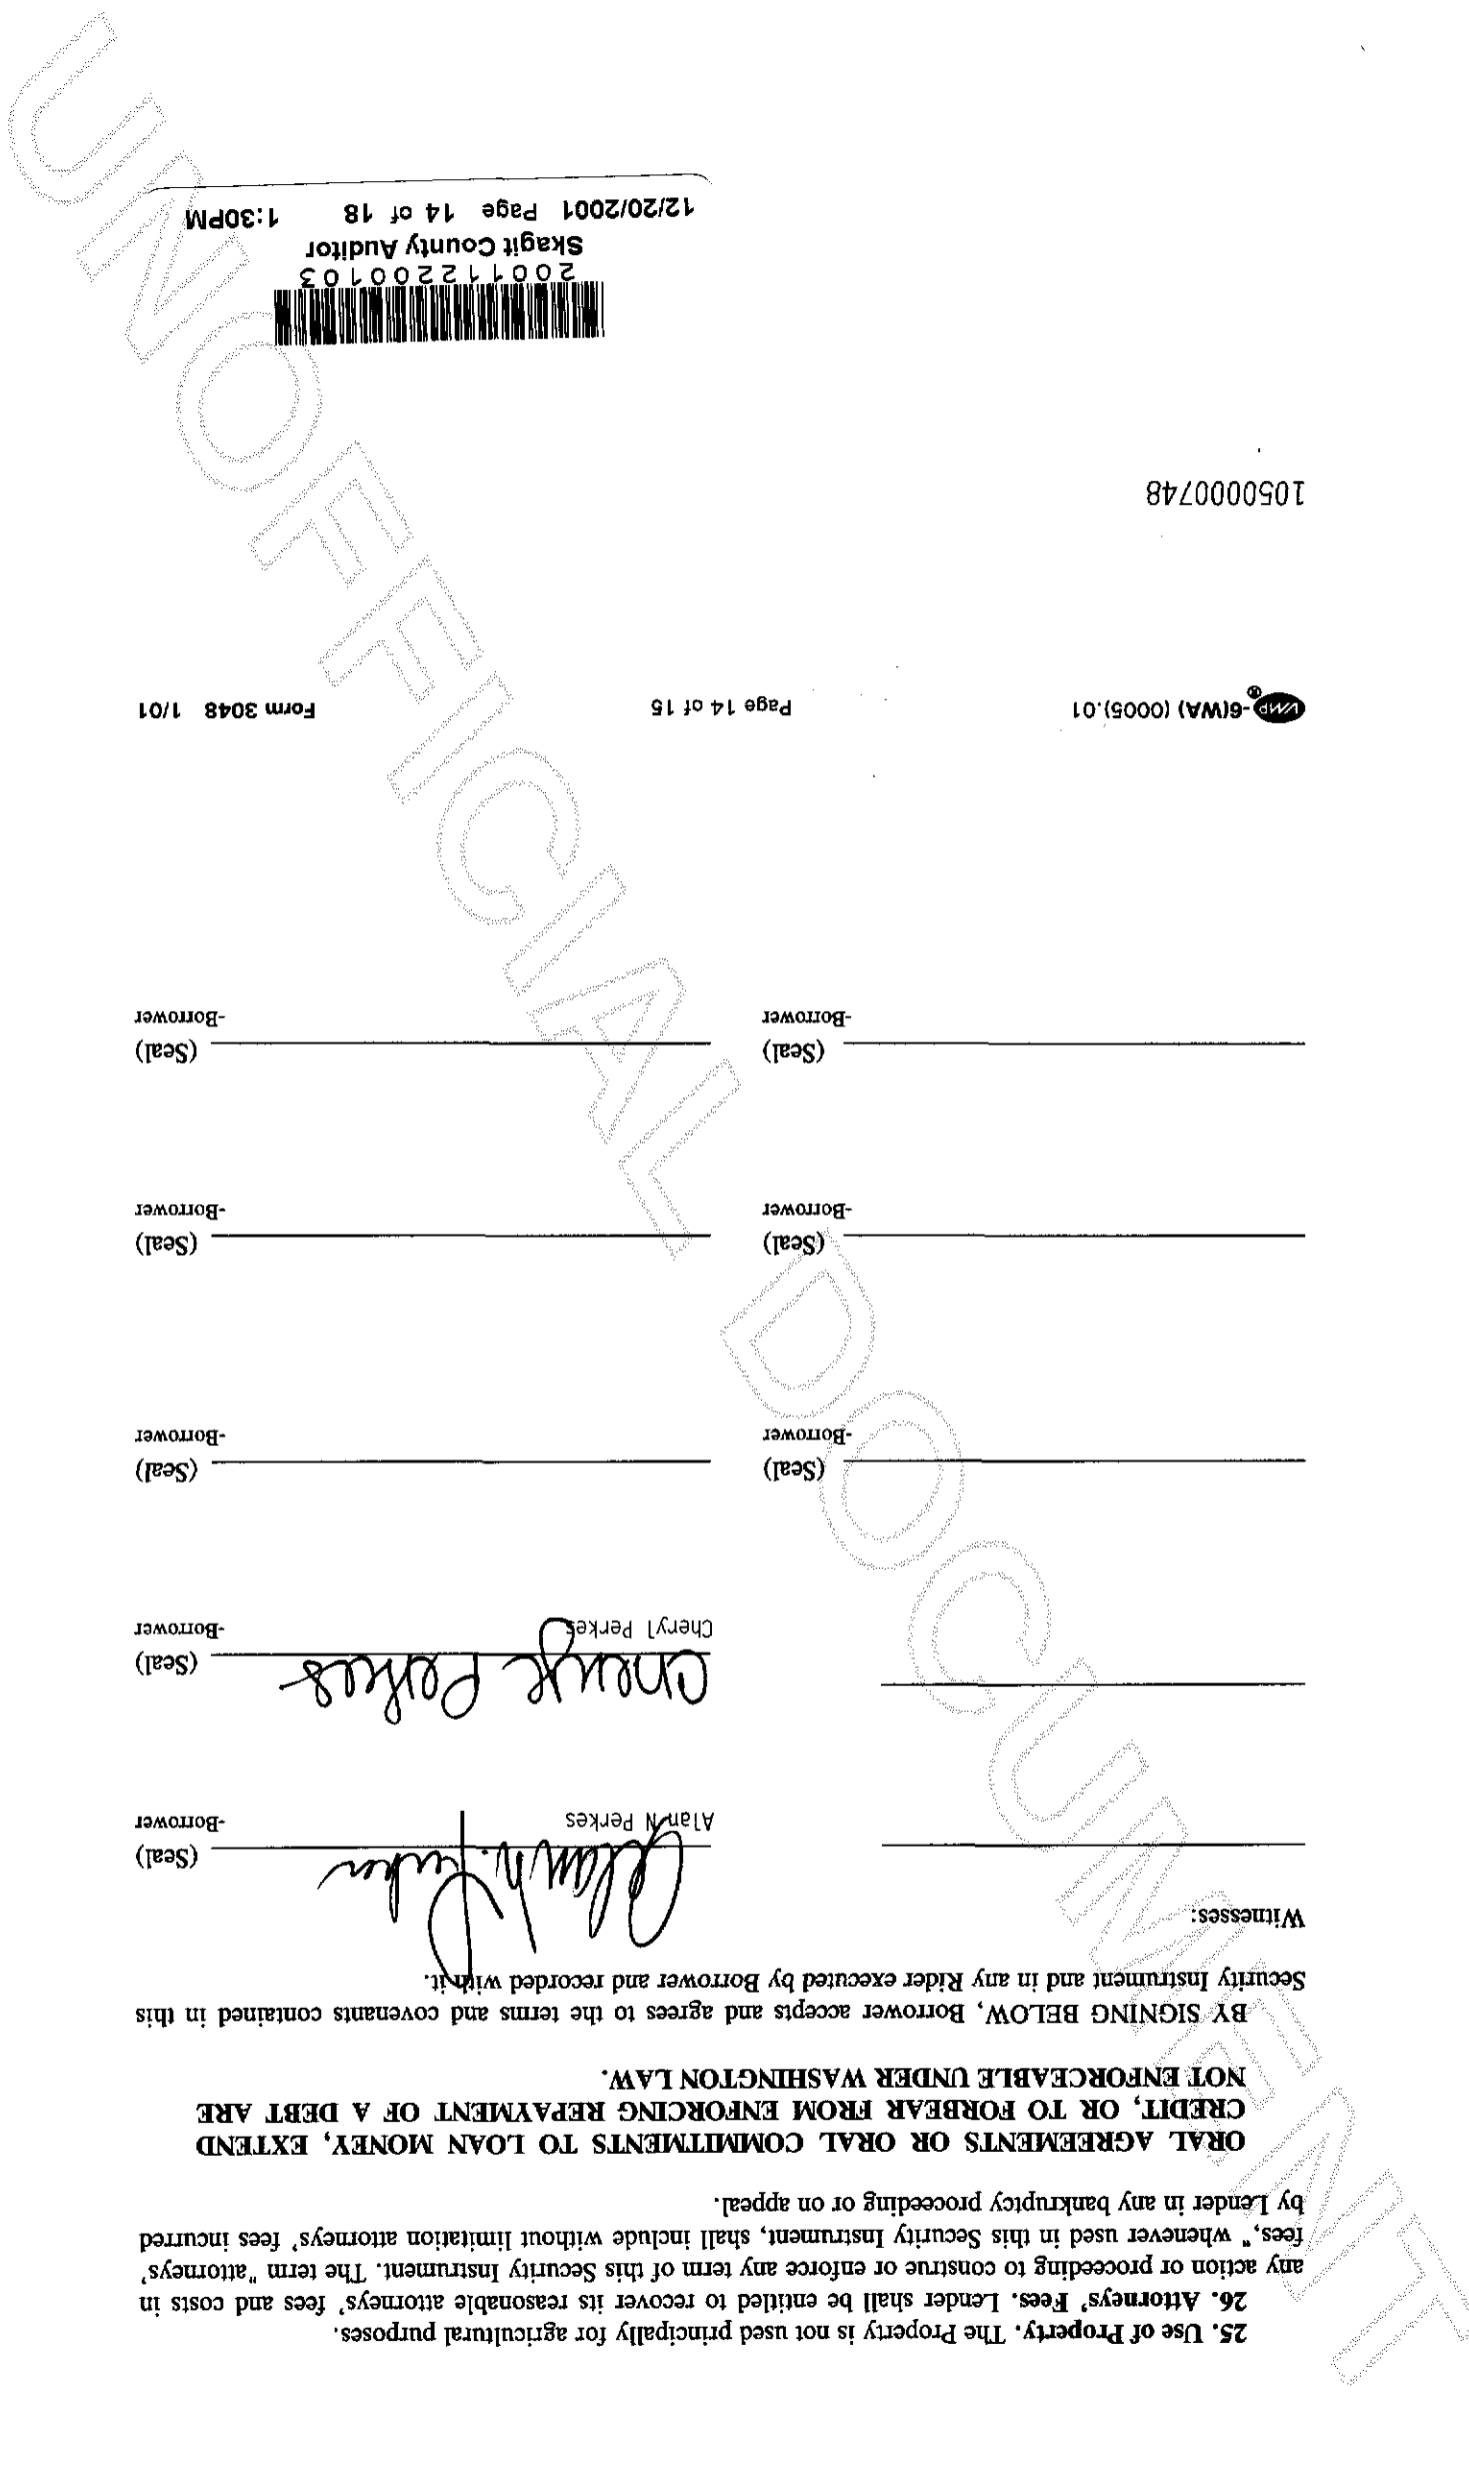 25. Use of Property. The Property is not used principally for agricultural purposes.
26. Attorneys' Fees. Lender shall be entitled to recover its reasonable attorneys' fees and costs in
any action or proceeding to construe or enforce any term of this Security Instrument. The term "attorneys'
fees," whenever used in this Security Instrument, shall include without limitation attorneys' fees incurred
by Lender in any bankruptcy proceeding or on appeal.
ORAL AGREEMENTS OR ORAL COMMITMENTS TO LOAN MONEY, EXTEND
CREDIT, OR TO FORBEAR FROM ENFORCING REPAYMENT OF A DEBT ARE
NOT ENFORCEABLE UNDER WASHINGTON LAW.
BY SIGNING BELOW, Borrower accepts and agrees to the terms and covenants contained in this
Security Instrument and in any Rider executed by Borrower and recorded with it.
Witnesses:
Alan N. Perkes (Seal)
Alan N Perkes -Borrower
Cheryl Perkes (Seal)
Cheryl Perkes -Borrower
(Seal) (Seal)
-Borrower -Borrower
(Seal) (Seal)
-Borrower -Borrower
(Seal) (Seal)
-Borrower -Borrower
VMP®-6(WA) (0005).01 Page 14 of 15 Form 3048 1/01
1050000748
200112200103
Skagit County Auditor
12/20/2001 Page 14 of 18 1:30PM
UNOFFICIAL DOCUMENT